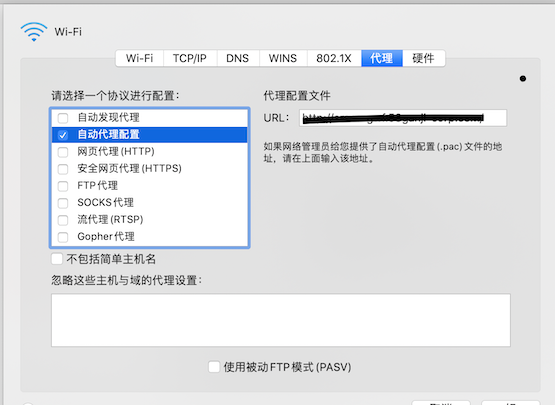 Wi-Fi
Wi-Fi TCP/IP DNS WINS 802.1X 代理 硬件
请选择一个协议进行配置:
自动发现代理
自动代理配置
网页代理(HTTP)
安全网页代理(HTTPS)
FTP代理
SOCKS代理
流代理(RTSP)
Gopher代理
代理配置文件
URL:
如果网络管理员给您提供了自动代理配置(.pac)文件的地
址,请在上面输入该地址。
不包括简单主机名
忽略这些主机与域的代理设置:
使用被动FTP模式(PASV)